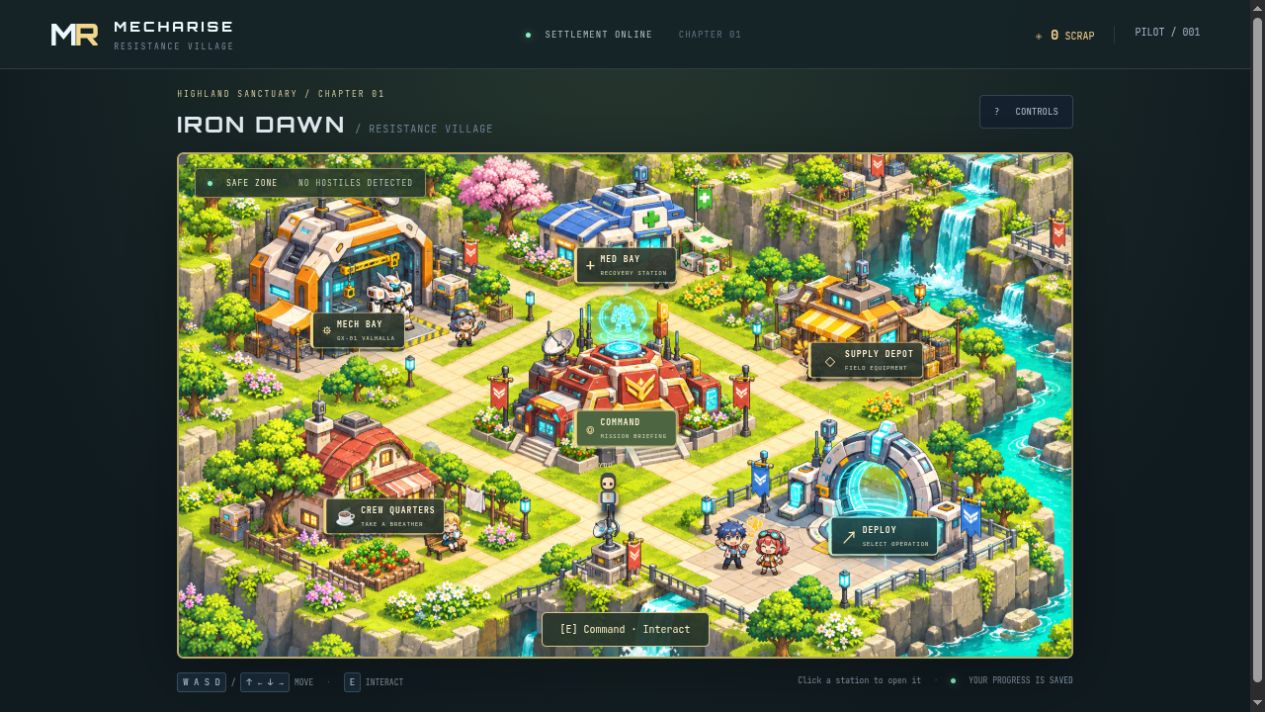 MR MECHARISE
RESISTANCE VILLAGE
SETTLEMENT ONLINE CHAPTER 01
0 SCRAP
PILOT / 001
HIGHLAND SANCTUARY / CHAPTER 01
IRON DAWN / RESISTANCE VILLAGE
? CONTROLS
SAFE ZONE NO HOSTILES DETECTED
MED BAY
RECOVERY STATION
MECH BAY
GX-01 VALHALLA
SUPPLY DEPOT
FIELD EQUIPMENT
COMMAND
MISSION BRIEFING
CREW QUARTERS
TAKE A BREATHER
DEPLOY
SELECT OPERATION
[E] Command · Interact
W A S D / ↑ ← ↓ → MOVE · E INTERACT
Click a station to open it · YOUR PROGRESS IS SAVED